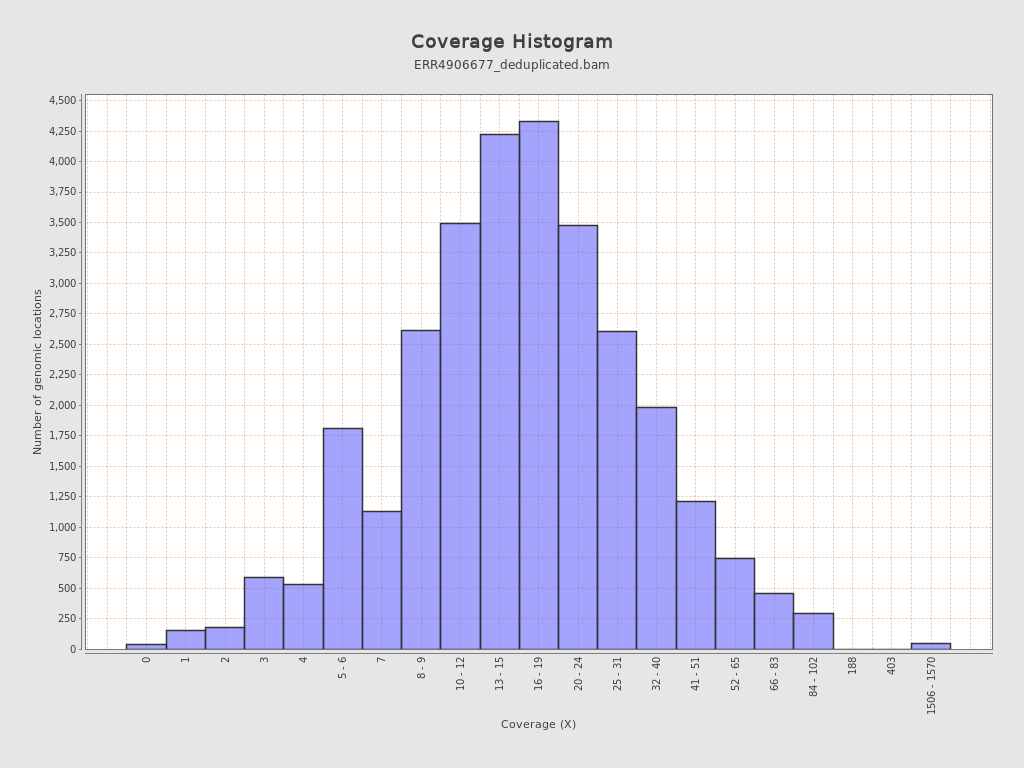 Coverage Histogram
ERR4906677_deduplicated.bam
Number of genomic locations
4,500
4,250
4,000
3,750
3,500
3,250
3,000
2,750
2,500
2,250
2,000
1,750
1,500
1,250
1,000
750
500
250
0
0
1
2
3
4
5 - 6
7
8 - 9
10 - 12
13 - 15
16 - 19
20 - 24
25 - 31
32 - 40
41 - 51
52 - 65
66 - 83
84 - 102
188
403
1506 - 1570
Coverage (X)